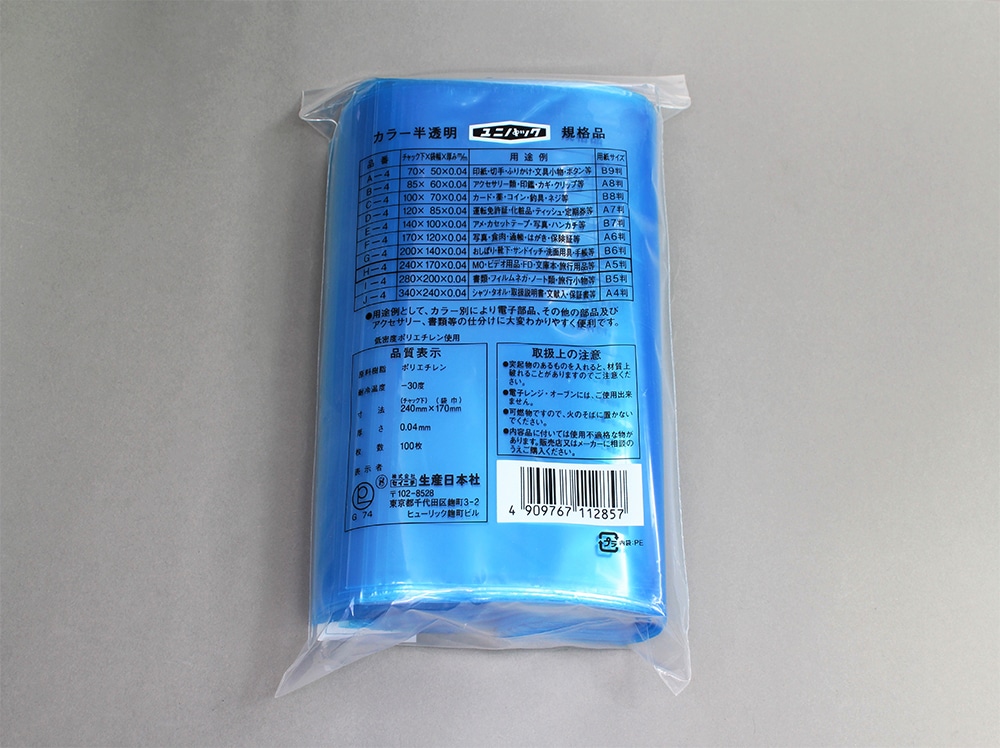 カラー半透明 ユニパック 規格品
品番 チャック下×袋幅×厚みm/m 用途例 用紙サイズ
A-4 70×50×0.04 印紙・切手・ふりかけ・文具小物・ボタン等 B9判
B-4 85×60×0.04 アクセサリー類・印鑑・カギ・クリップ等 A8判
C-4 100×70×0.04 カード・薬・コイン・釣具・ネジ等 B8判
D-4 120×85×0.04 運転免許証・化粧品・ティッシュ・定期券等 A7判
E-4 140×100×0.04 アメ・カセットテープ・写真・ハンカチ等 B7判
F-4 170×120×0.04 写真・食肉・通帳・はがき・保険証等 A6判
G-4 200×140×0.04 おしぼり・靴下・サンドイッチ・洗面用具・手帳等 B6判
H-4 240×170×0.04 MO・ビデオ用品・FD・文庫本・旅行用品等 A5判
I-4 280×200×0.04 書類・フィルムネガ・ノート類・旅行小物等 B5判
J-4 340×240×0.04 シャツ・タオル・取扱説明書・文献入・保証書等 A4判
●用途例として、カラー別により電子部品、その他の部品及び
アクセサリー、書類等の仕分けに大変わかりやすく便利です。
低密度ポリエチレン使用
品質表示
原料樹脂 ポリエチレン
耐冷温度 -30度
(チャック下) (袋巾)
寸法 240mm×170mm
厚さ 0.04mm
枚数 100枚
表示者
株式会社 セイニチ 生産日本社
〒102-8528
東京都千代田区麹町3-2
ヒューリック麹町ビル
G 74
取扱上の注意
●突起物のあるものを入れると、材質上
破れることがありますのでご注意くだ
さい。
●電子レンジ・オーブンには、ご使用出来
ません。
●可燃物ですので、火のそばに置かない
でください。
●内容品に付いては使用不適格な物が
あります。販売店又はメーカーに相談の
うえご購入ください。
4 909767 112857
プラ 内袋:PE